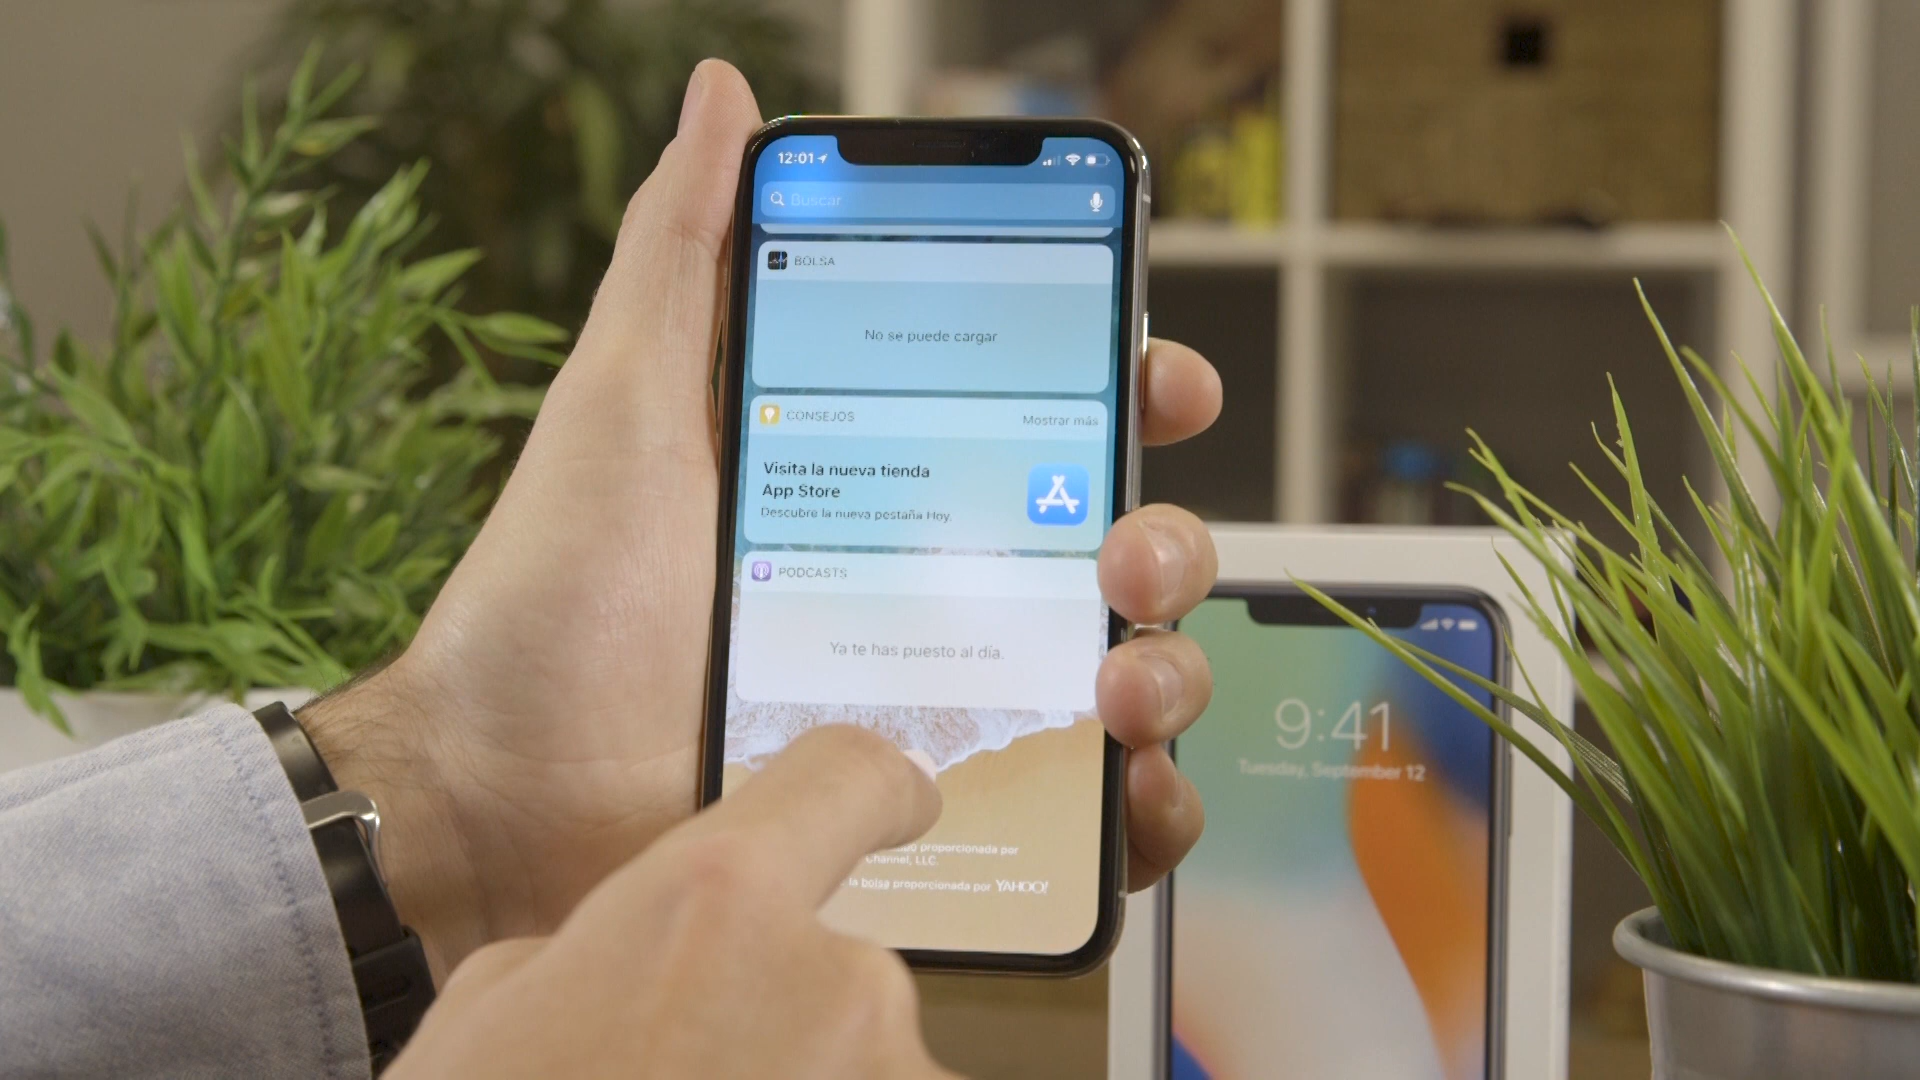 12:01
Buscar
BOLSA
No se puede cargar
CONSEJOS
Mostrar más
Visita la nueva tienda
App Store
Descubre la nueva pestaña Hoy.
PODCASTS
Ya te has puesto al día.
proporcionada por
Channel, LLC.
la bolsa proporcionada por YAHOO!
9:41
Tuesday, September 12